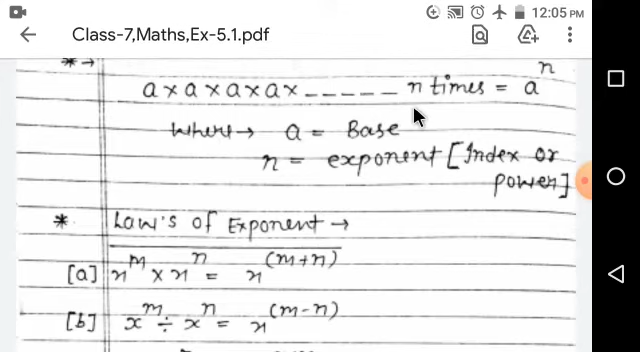 12:05 PM
Class-7,Maths,Ex-5.1.pdf
* →
a × a × a × a × _ _ _ _ _ n times = aⁿ
Where → a = Base
n = exponent [Index or
power]
* Law's of Exponent →
[a] xᵐ × xⁿ = x⁽ᵐ⁺ⁿ⁾
[b] xᵐ ÷ xⁿ = x⁽ᵐ⁻ⁿ⁾